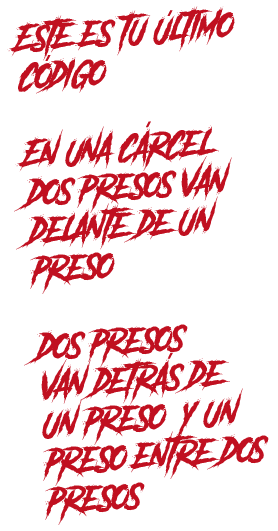 ESTE ES TU ÚLTIMO
CÓDIGO
EN UNA CÁRCEL
DOS PRESOS VAN
DELANTE DE UN
PRESO
DOS PRESOS
VAN DETRÁS DE
UN PRESO Y UN
PRESO ENTRE DOS
PRESOS